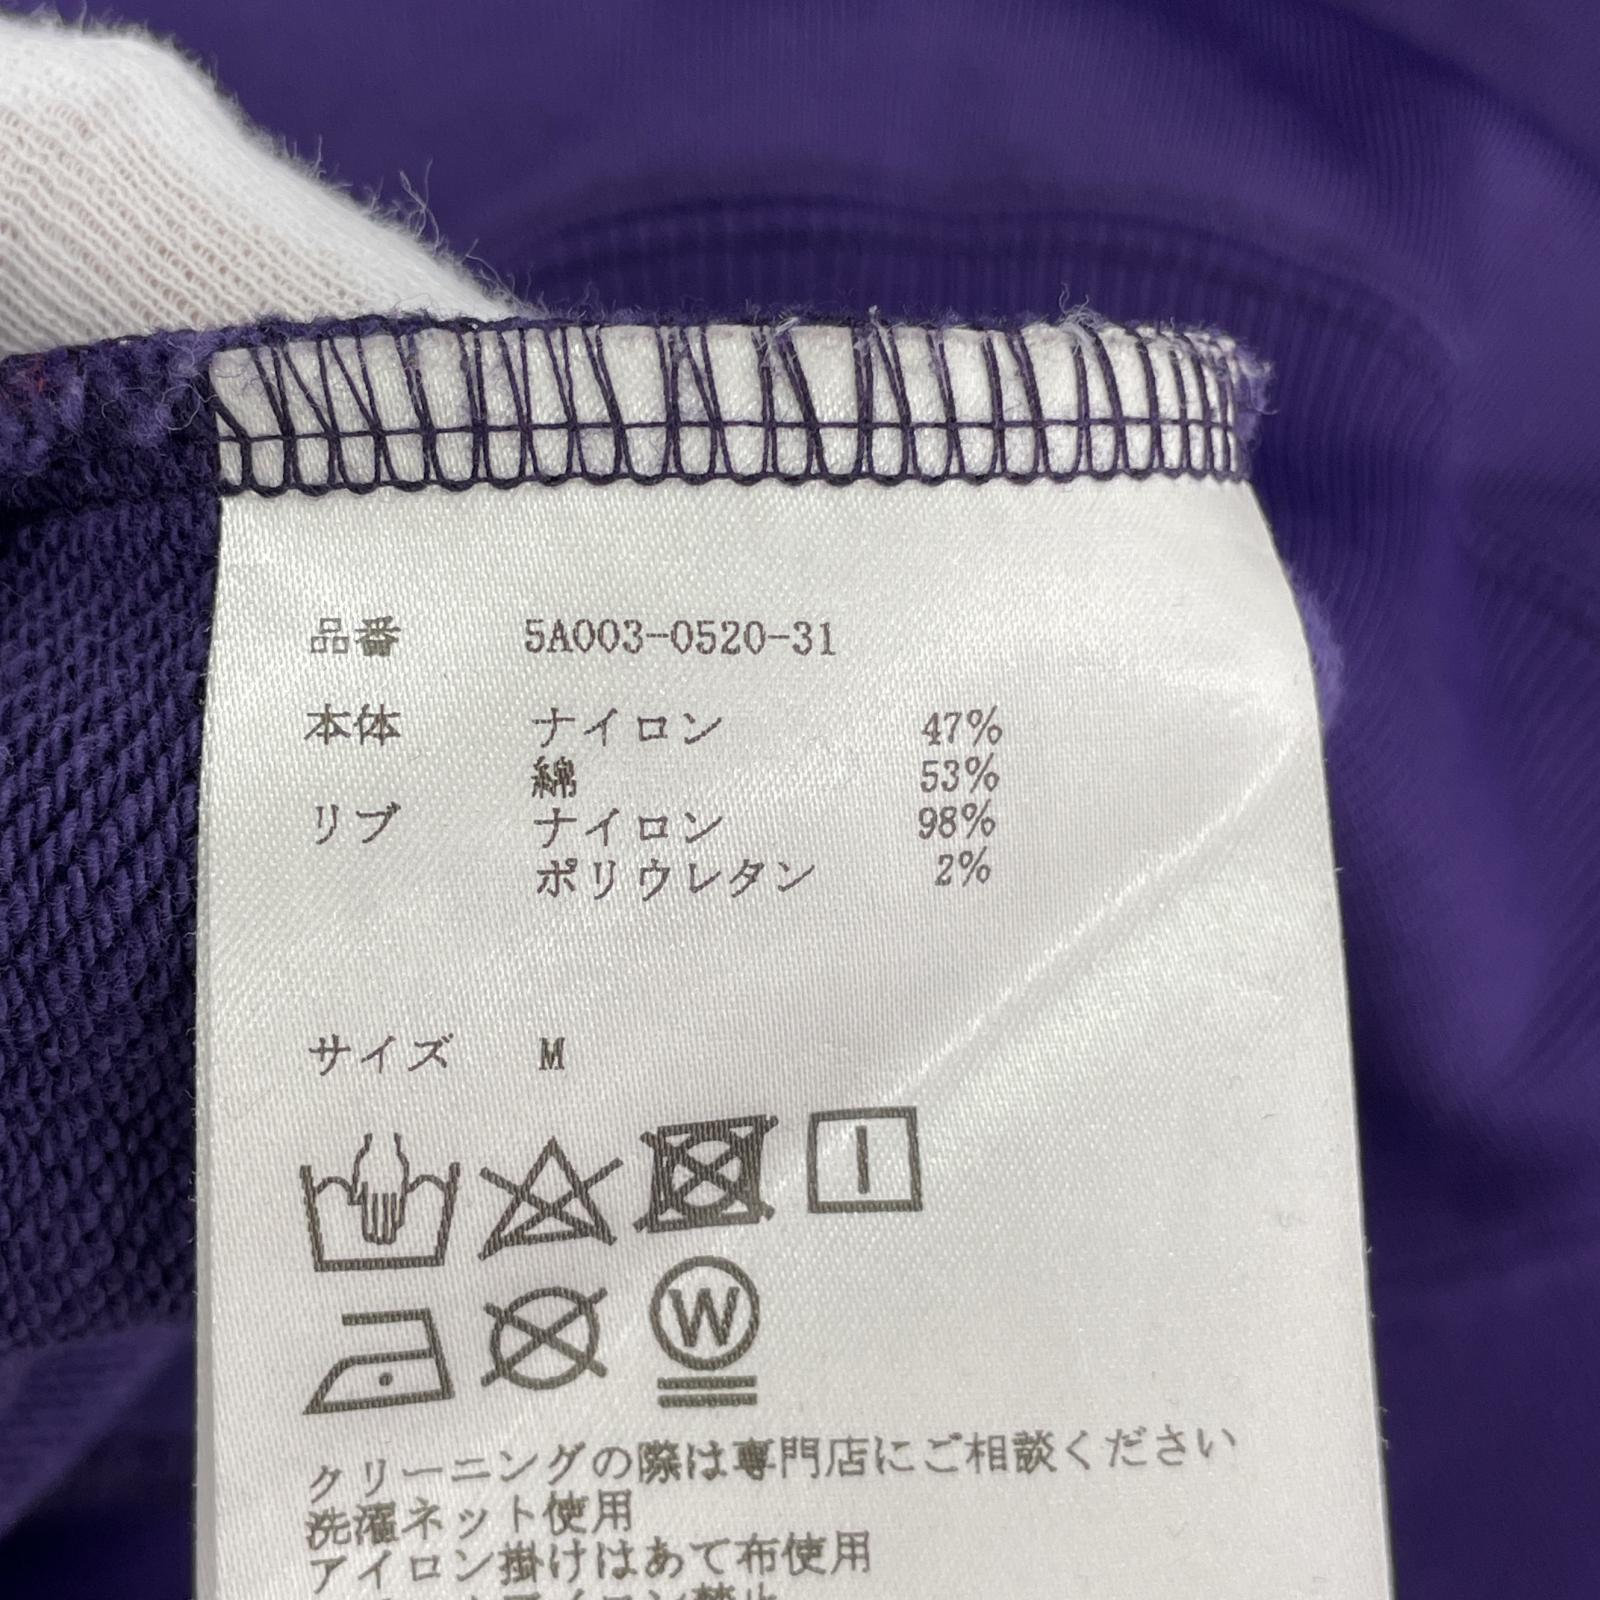 品番 5A003-0520-31
本体 ナイロン 47%
綿 53%
リブ ナイロン 98%
ポリウレタン 2%
サイズ M
W
クリーニングの際は専門店にご相談ください
洗濯ネット使用
アイロン掛けはあて布使用